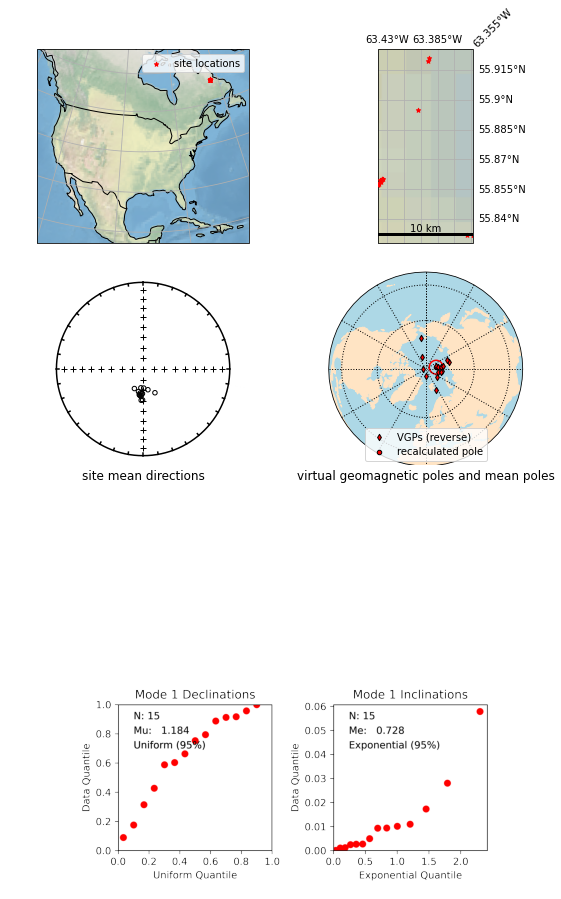 site locations
63.43°W 63.385°W 63.355°W
55.915°N
55.9°N
55.885°N
55.87°N
55.855°N
55.84°N
10 km
site mean directions
VGPs (reverse)
recalculated pole
virtual geomagnetic poles and mean poles
Mode 1 Declinations
N: 15
Mu: 1.184
Uniform (95%)
Data Quantile
1.0
0.8
0.6
0.4
0.2
0.0
0.0 0.2 0.4 0.6 0.8 1.0
Uniform Quantile
Mode 1 Inclinations
N: 15
Me: 0.728
Exponential (95%)
Data Quantile
0.06
0.05
0.04
0.03
0.02
0.01
0.00
0.0 0.5 1.0 1.5 2.0
Exponential Quantile